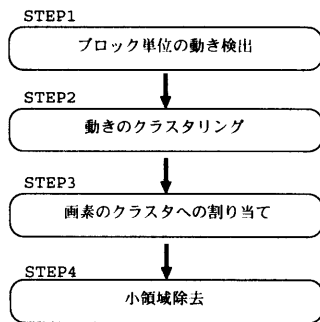 STEP1
ブロック単位の動き検出
STEP2
動きのクラスタリング
STEP3
画素のクラスタへの割り当て
STEP4
小領域除去